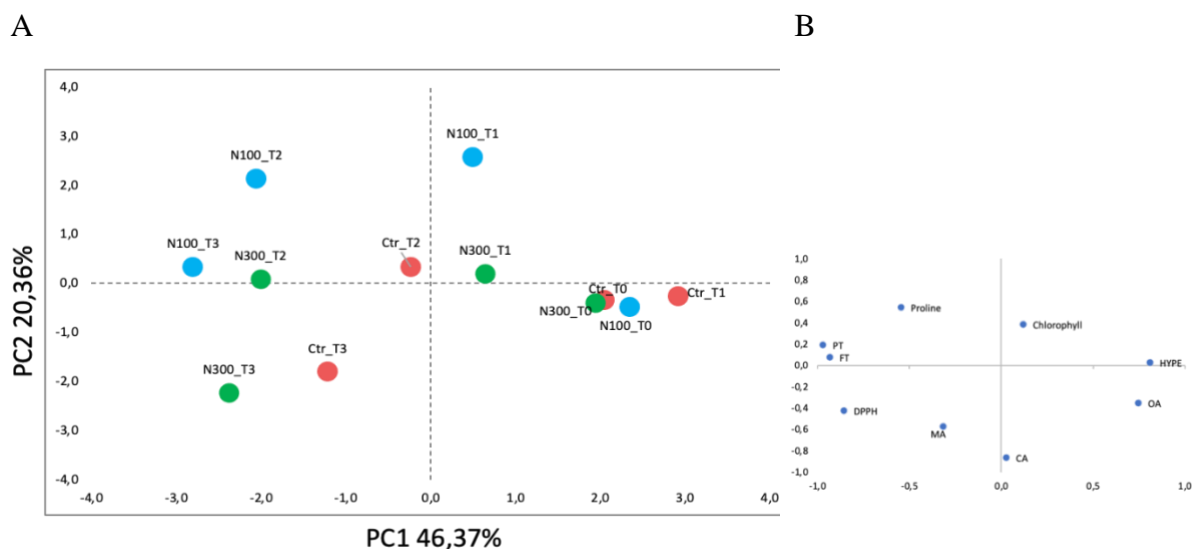 A
B
4,0
3,0
2,0
1,0
0,0
-1,0
-2,0
-3,0
-4,0
PC2 20,36%
N100_T1
N100_T2
N100_T3
N300_T2
Ctr_T2
N300_T1
Ctr_T0
Ctr_T1
N300_T0
N100_T0
Ctr_T3
N300_T3
-4,0 -3,0 -2,0 -1,0 0,0 1,0 2,0 3,0 4,0
PC1 46,37%
1,0
0,8
0,6
0,4
0,2
0,0
-0,2
-0,4
-0,6
-0,8
-1,0
Proline
Chlorophyll
PT
FT
HYPE
OA
DPPH
MA
CA
-1,0 -0,5 0,0 0,5 1,0